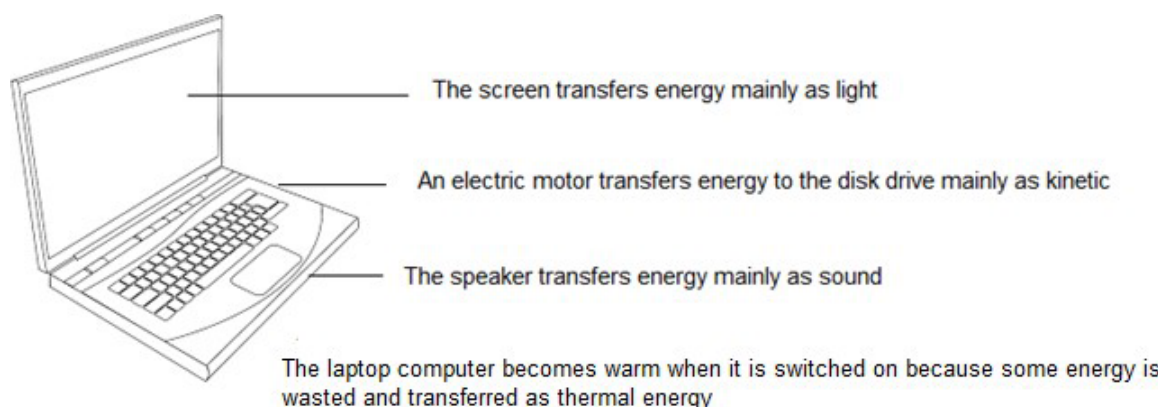 The screen transfers energy mainly as light
An electric motor transfers energy to the disk drive mainly as kinetic
The speaker transfers energy mainly as sound
The laptop computer becomes warm when it is switched on because some energy is
wasted and transferred as thermal energy